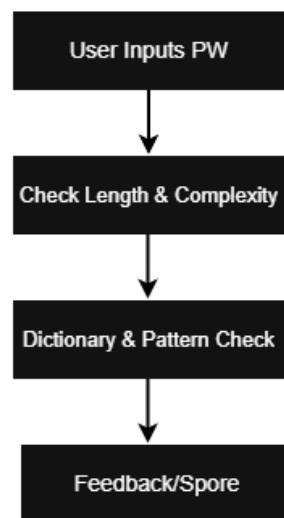 User Inputs PW
Check Length & Complexity
Dictionary & Pattern Check
Feedback/Spore